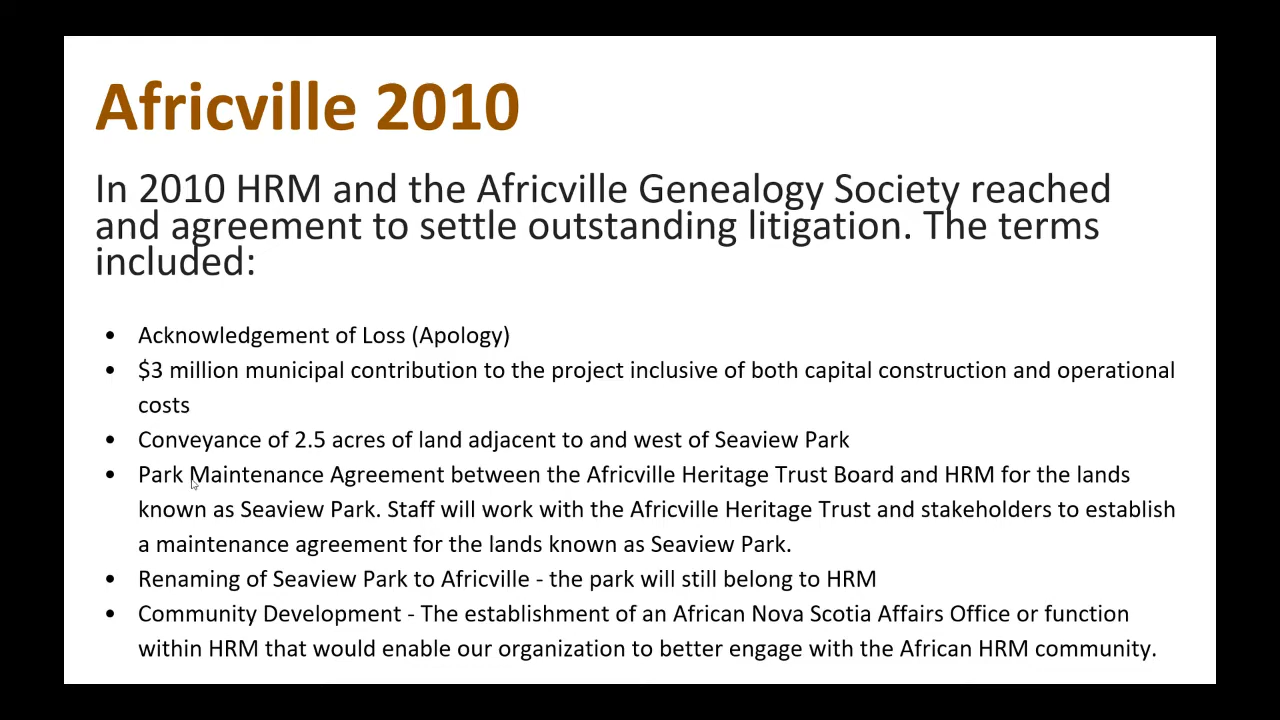 Africville 2010
In 2010 HRM and the Africville Genealogy Society reached
and agreement to settle outstanding litigation. The terms
included:
• Acknowledgement of Loss (Apology)
• $3 million municipal contribution to the project inclusive of both capital construction and operational
costs
• Conveyance of 2.5 acres of land adjacent to and west of Seaview Park
• Park Maintenance Agreement between the Africville Heritage Trust Board and HRM for the lands
known as Seaview Park. Staff will work with the Africville Heritage Trust and stakeholders to establish
a maintenance agreement for the lands known as Seaview Park.
• Renaming of Seaview Park to Africville - the park will still belong to HRM
• Community Development - The establishment of an African Nova Scotia Affairs Office or function
within HRM that would enable our organization to better engage with the African HRM community.